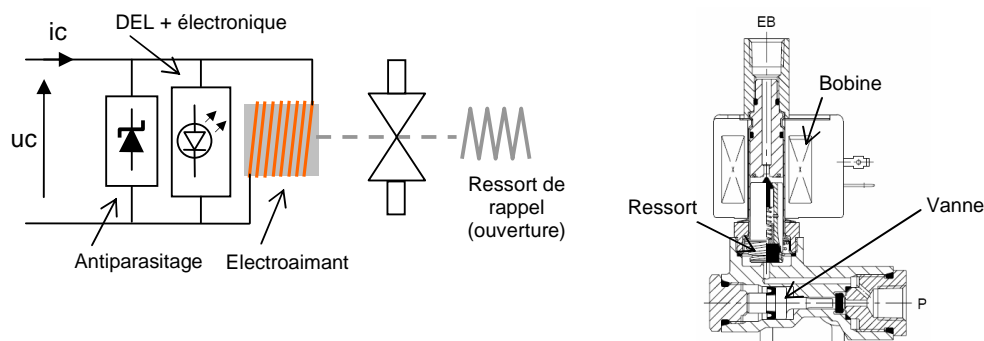 DEL + électronique
ic
uc
Antiparasitage
Electroaimant
Ressort de
rappel
(ouverture)
EB
Bobine
Ressort
Vanne
P